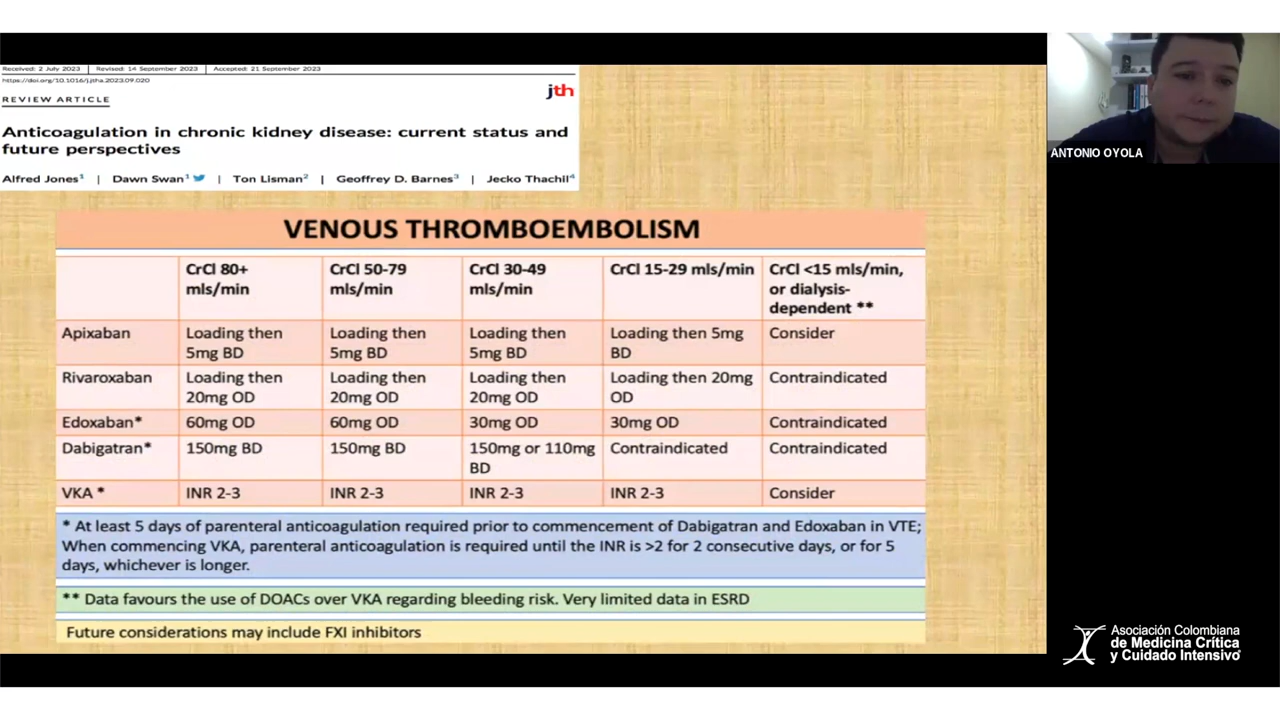 Received: 2 July 2023 | Revised: 14 September 2023 | Accepted: 21 September 2023
https://doi.org/10.1016/j.jtha.2023.09.020
REVIEW ARTICLE
jth
Anticoagulation in chronic kidney disease: current status and
future perspectives
Alfred Jones1 | Dawn Swan1 | Ton Lisman2 | Geoffrey D. Barnes3 | Jecko Thachil4
ANTONIO OYOLA
VENOUS THROMBOEMBOLISM
CrCl 80+ mls/min CrCl 50-79 mls/min CrCl 30-49 mls/min CrCl 15-29 mls/min CrCl <15 mls/min, or dialysis-dependent **
Apixaban Loading then 5mg BD Loading then 5mg BD Loading then 5mg BD Loading then 5mg BD Consider
Rivaroxaban Loading then 20mg OD Loading then 20mg OD Loading then 20mg OD Loading then 20mg OD Contraindicated
Edoxaban* 60mg OD 60mg OD 30mg OD 30mg OD Contraindicated
Dabigatran* 150mg BD 150mg BD 150mg or 110mg BD Contraindicated Contraindicated
VKA * INR 2-3 INR 2-3 INR 2-3 INR 2-3 Consider
* At least 5 days of parenteral anticoagulation required prior to commencement of Dabigatran and Edoxaban in VTE;
When commencing VKA, parenteral anticoagulation is required until the INR is >2 for 2 consecutive days, or for 5
days, whichever is longer.
** Data favours the use of DOACs over VKA regarding bleeding risk. Very limited data in ESRD
Future considerations may include FXI inhibitors
Asociación Colombiana
de Medicina Crítica
y Cuidado Intensivo